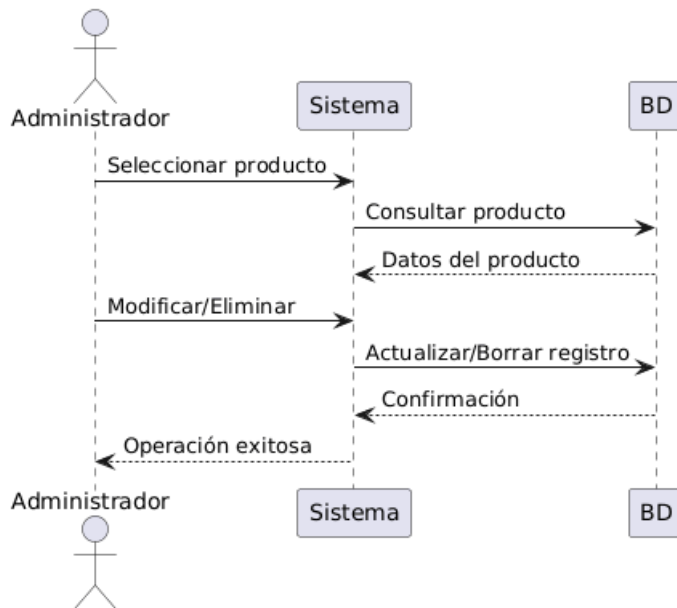 Administrador
Sistema
BD
Seleccionar producto
Consultar producto
Datos del producto
Modificar/Eliminar
Actualizar/Borrar registro
Confirmación
Operación exitosa
Administrador
Sistema
BD